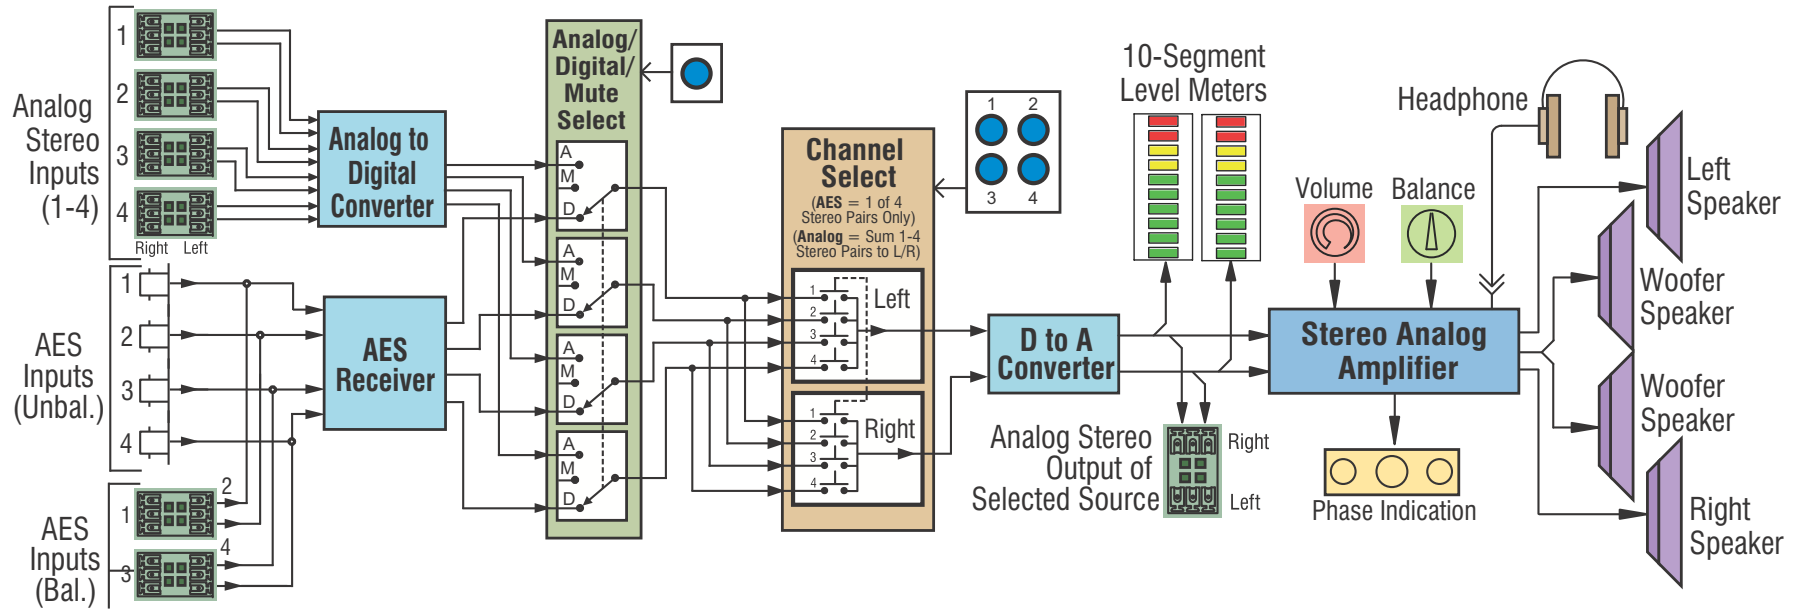 1
2
3
4
Analog
Stereo
Inputs
(1-4)
Right Left
1
2
3
4
AES
Inputs
(Unbal.)
2
1
4
3
AES
Inputs
(Bal.)
Analog to
Digital
Converter
AES
Receiver
Analog/
Digital/
Mute
Select
A
M
D
A
M
D
A
M
D
A
M
D
1 2
3 4
Channel
Select
(AES = 1 of 4
Stereo Pairs Only)
(Analog = Sum 1-4
Stereo Pairs to L/R)
1
2
3
4
Left
1
2
3
4
Right
D to A
Converter
10-Segment
Level Meters
Analog Stereo
Output of
Selected Source
Right
Left
Volume
Balance
Headphone
Stereo Analog
Amplifier
Phase Indication
Left
Speaker
Woofer
Speaker
Woofer
Speaker
Right
Speaker